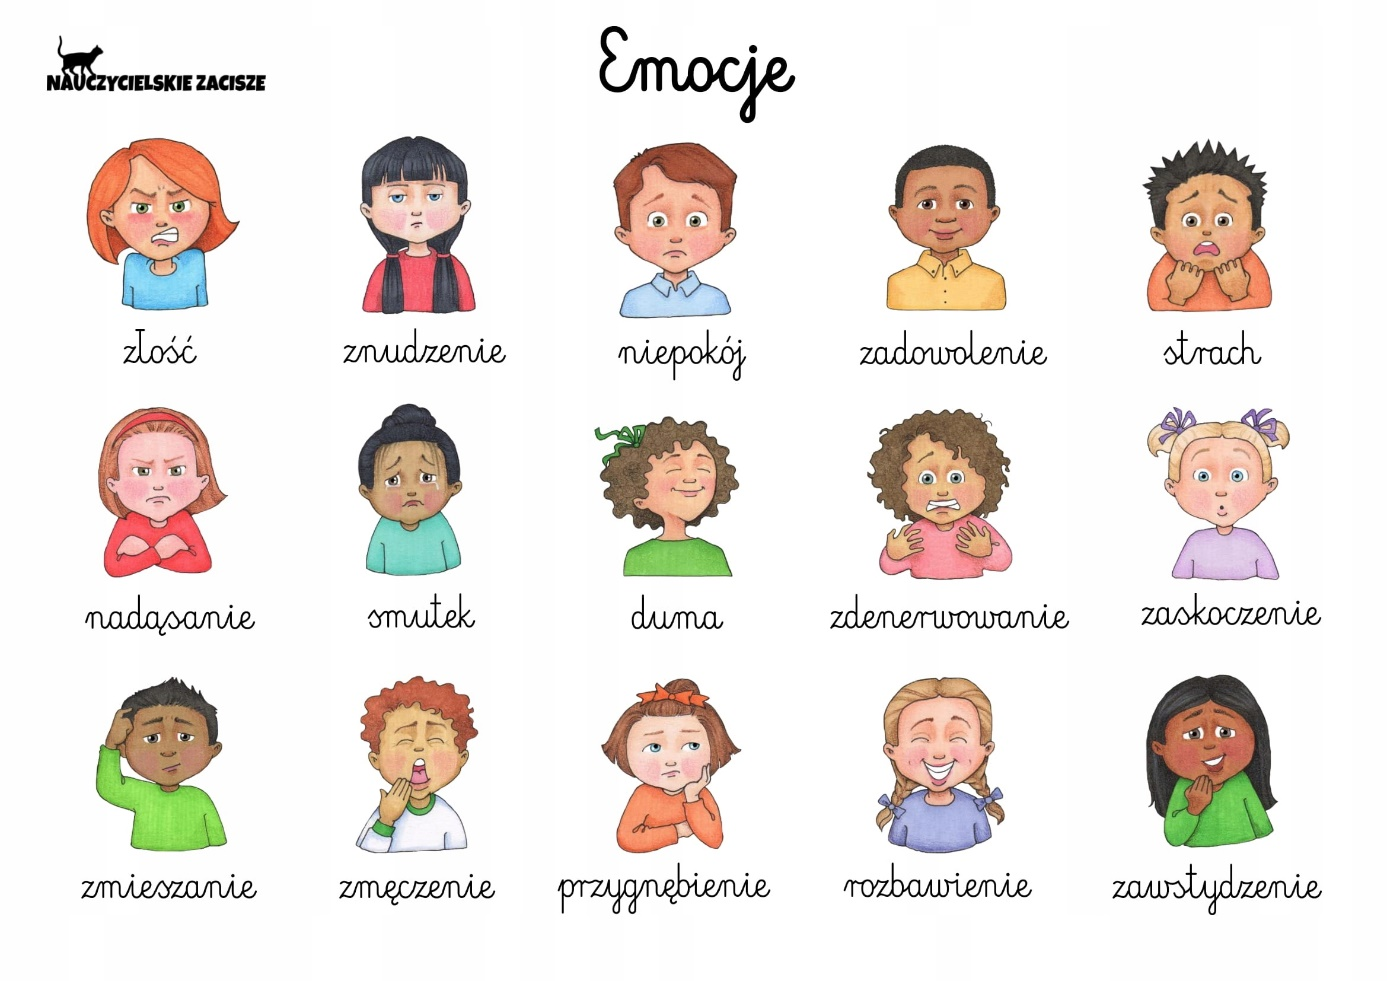 NAUCZYCIELSKIE ZACISZE
Emocje
złość znudzenie niepokój zadowolenie strach
nadąsanie smutek duma zdenerwowanie zaskoczenie
zmieszanie zmęczenie przygnębienie rozbawienie zawstydzenie